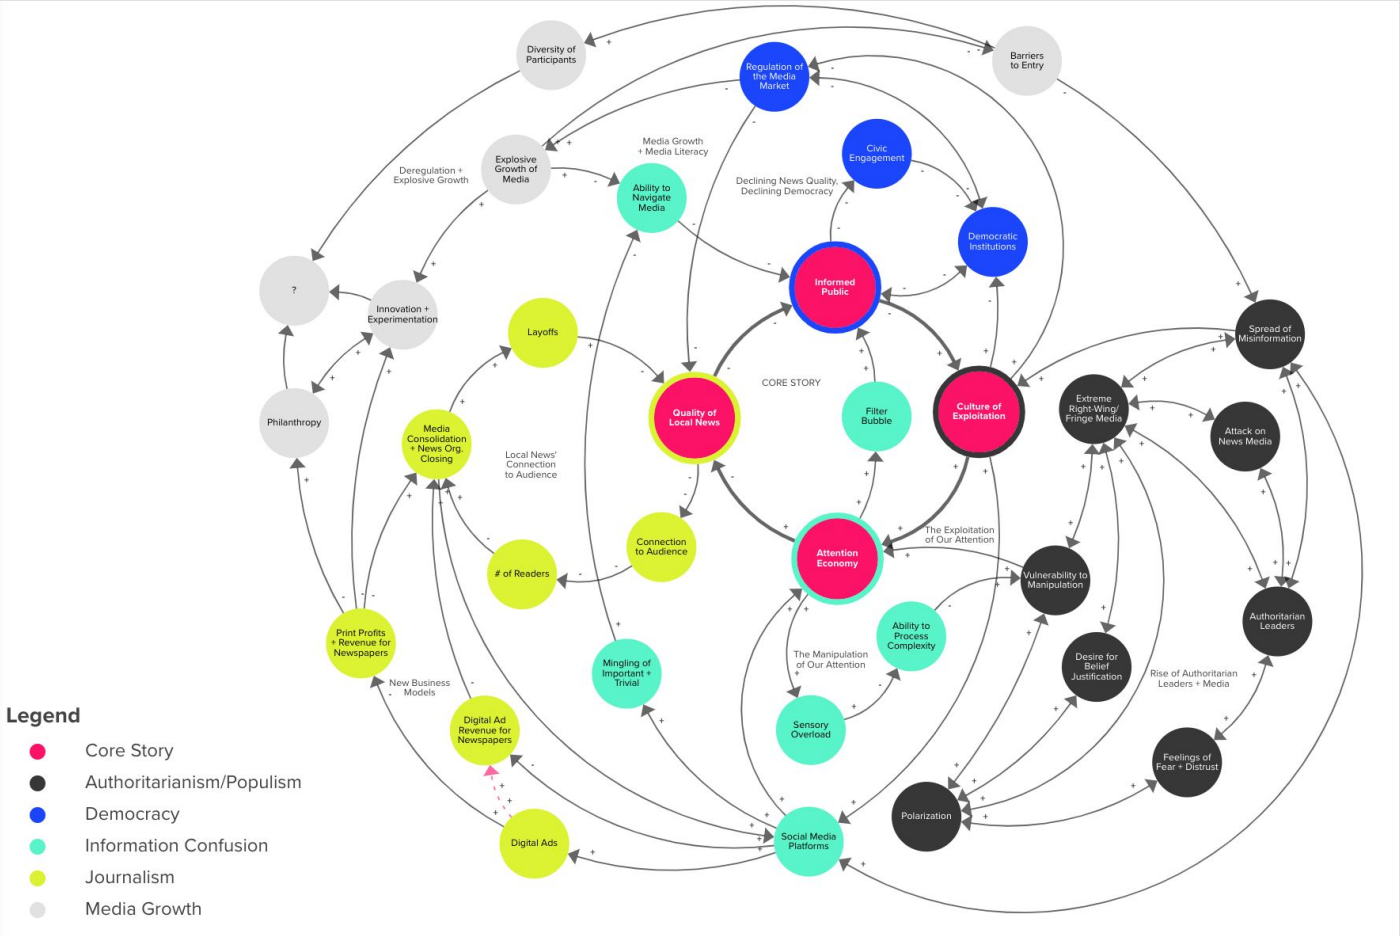 Diversity of
Participants
Barriers
to Entry
Regulation of
the Media
Market
Civic
Engagement
Media Growth
+ Media Literacy
Explosive
Growth of
Media
Deregulation +
Explosive Growth
Ability to
Navigate
Media
Declining News Quality,
Declining Democracy
Democratic
Institutions
Informed
Public
?
Innovation +
Experimentation
Layoffs
Spread of
Misinformation
CORE STORY
Philanthropy
Media
Consolidation
+ News Org.
Closing
Quality of
Local News
Filter
Bubble
Culture of
Exploitation
Extreme
Right-Wing/
Fringe Media
Attack on
News Media
Local News'
Connection
to Audience
The Exploitation
of Our Attention
Connection
to Audience
# of Readers
Attention
Economy
Vulnerability to
Manipulation
Authoritarian
Leaders
Print Profits
+ Revenue for
Newspapers
Ability to
Process
Complexity
Mingling of
Important +
Trivial
The Manipulation
of Our Attention
Desire for
Belief
Justification
Rise of Authoritarian
Leaders + Media
New Business
Models
Digital Ad
Revenue for
Newspapers
Sensory
Overload
Feelings of
Fear + Distrust
Polarization
Digital Ads
Social Media
Platforms
Legend
Core Story
Authoritarianism/Populism
Democracy
Information Confusion
Journalism
Media Growth